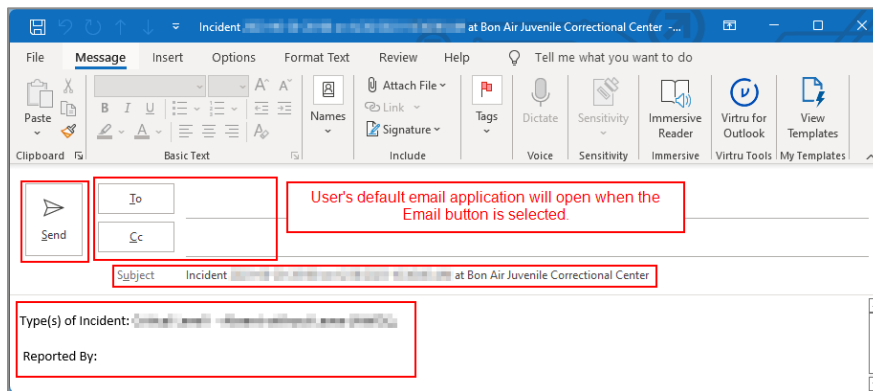 Incident at Bon Air Juvenile Correctional Center -...
File Message Insert Options Format Text Review Help Tell me what you want to do
Paste
B I U A^ A˅
A A
Names
Attach File
Link
Signature
Tags
Dictate
Sensitivity
Immersive
Reader
Virtru for
Outlook
View
Templates
Clipboard Basic Text Include Voice Sensitivity Immersive Virtru Tools My Templates
Send
To
Cc
User's default email application will open when the
Email button is selected.
Subject Incident at Bon Air Juvenile Correctional Center
Type(s) of Incident:
Reported By: